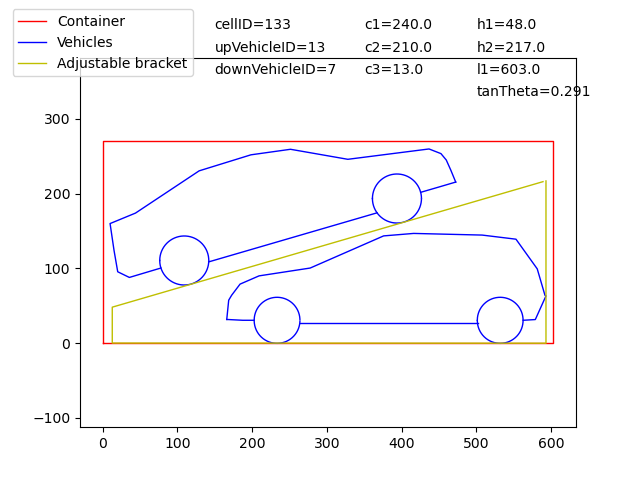 Container
Vehicles
Adjustable bracket
cellID=133
upVehicleID=13
downVehicleID=7
c1=240.0
c2=210.0
c3=13.0
h1=48.0
h2=217.0
l1=603.0
tanTheta=0.291
300
200
100
0
−100
0 100 200 300 400 500 600